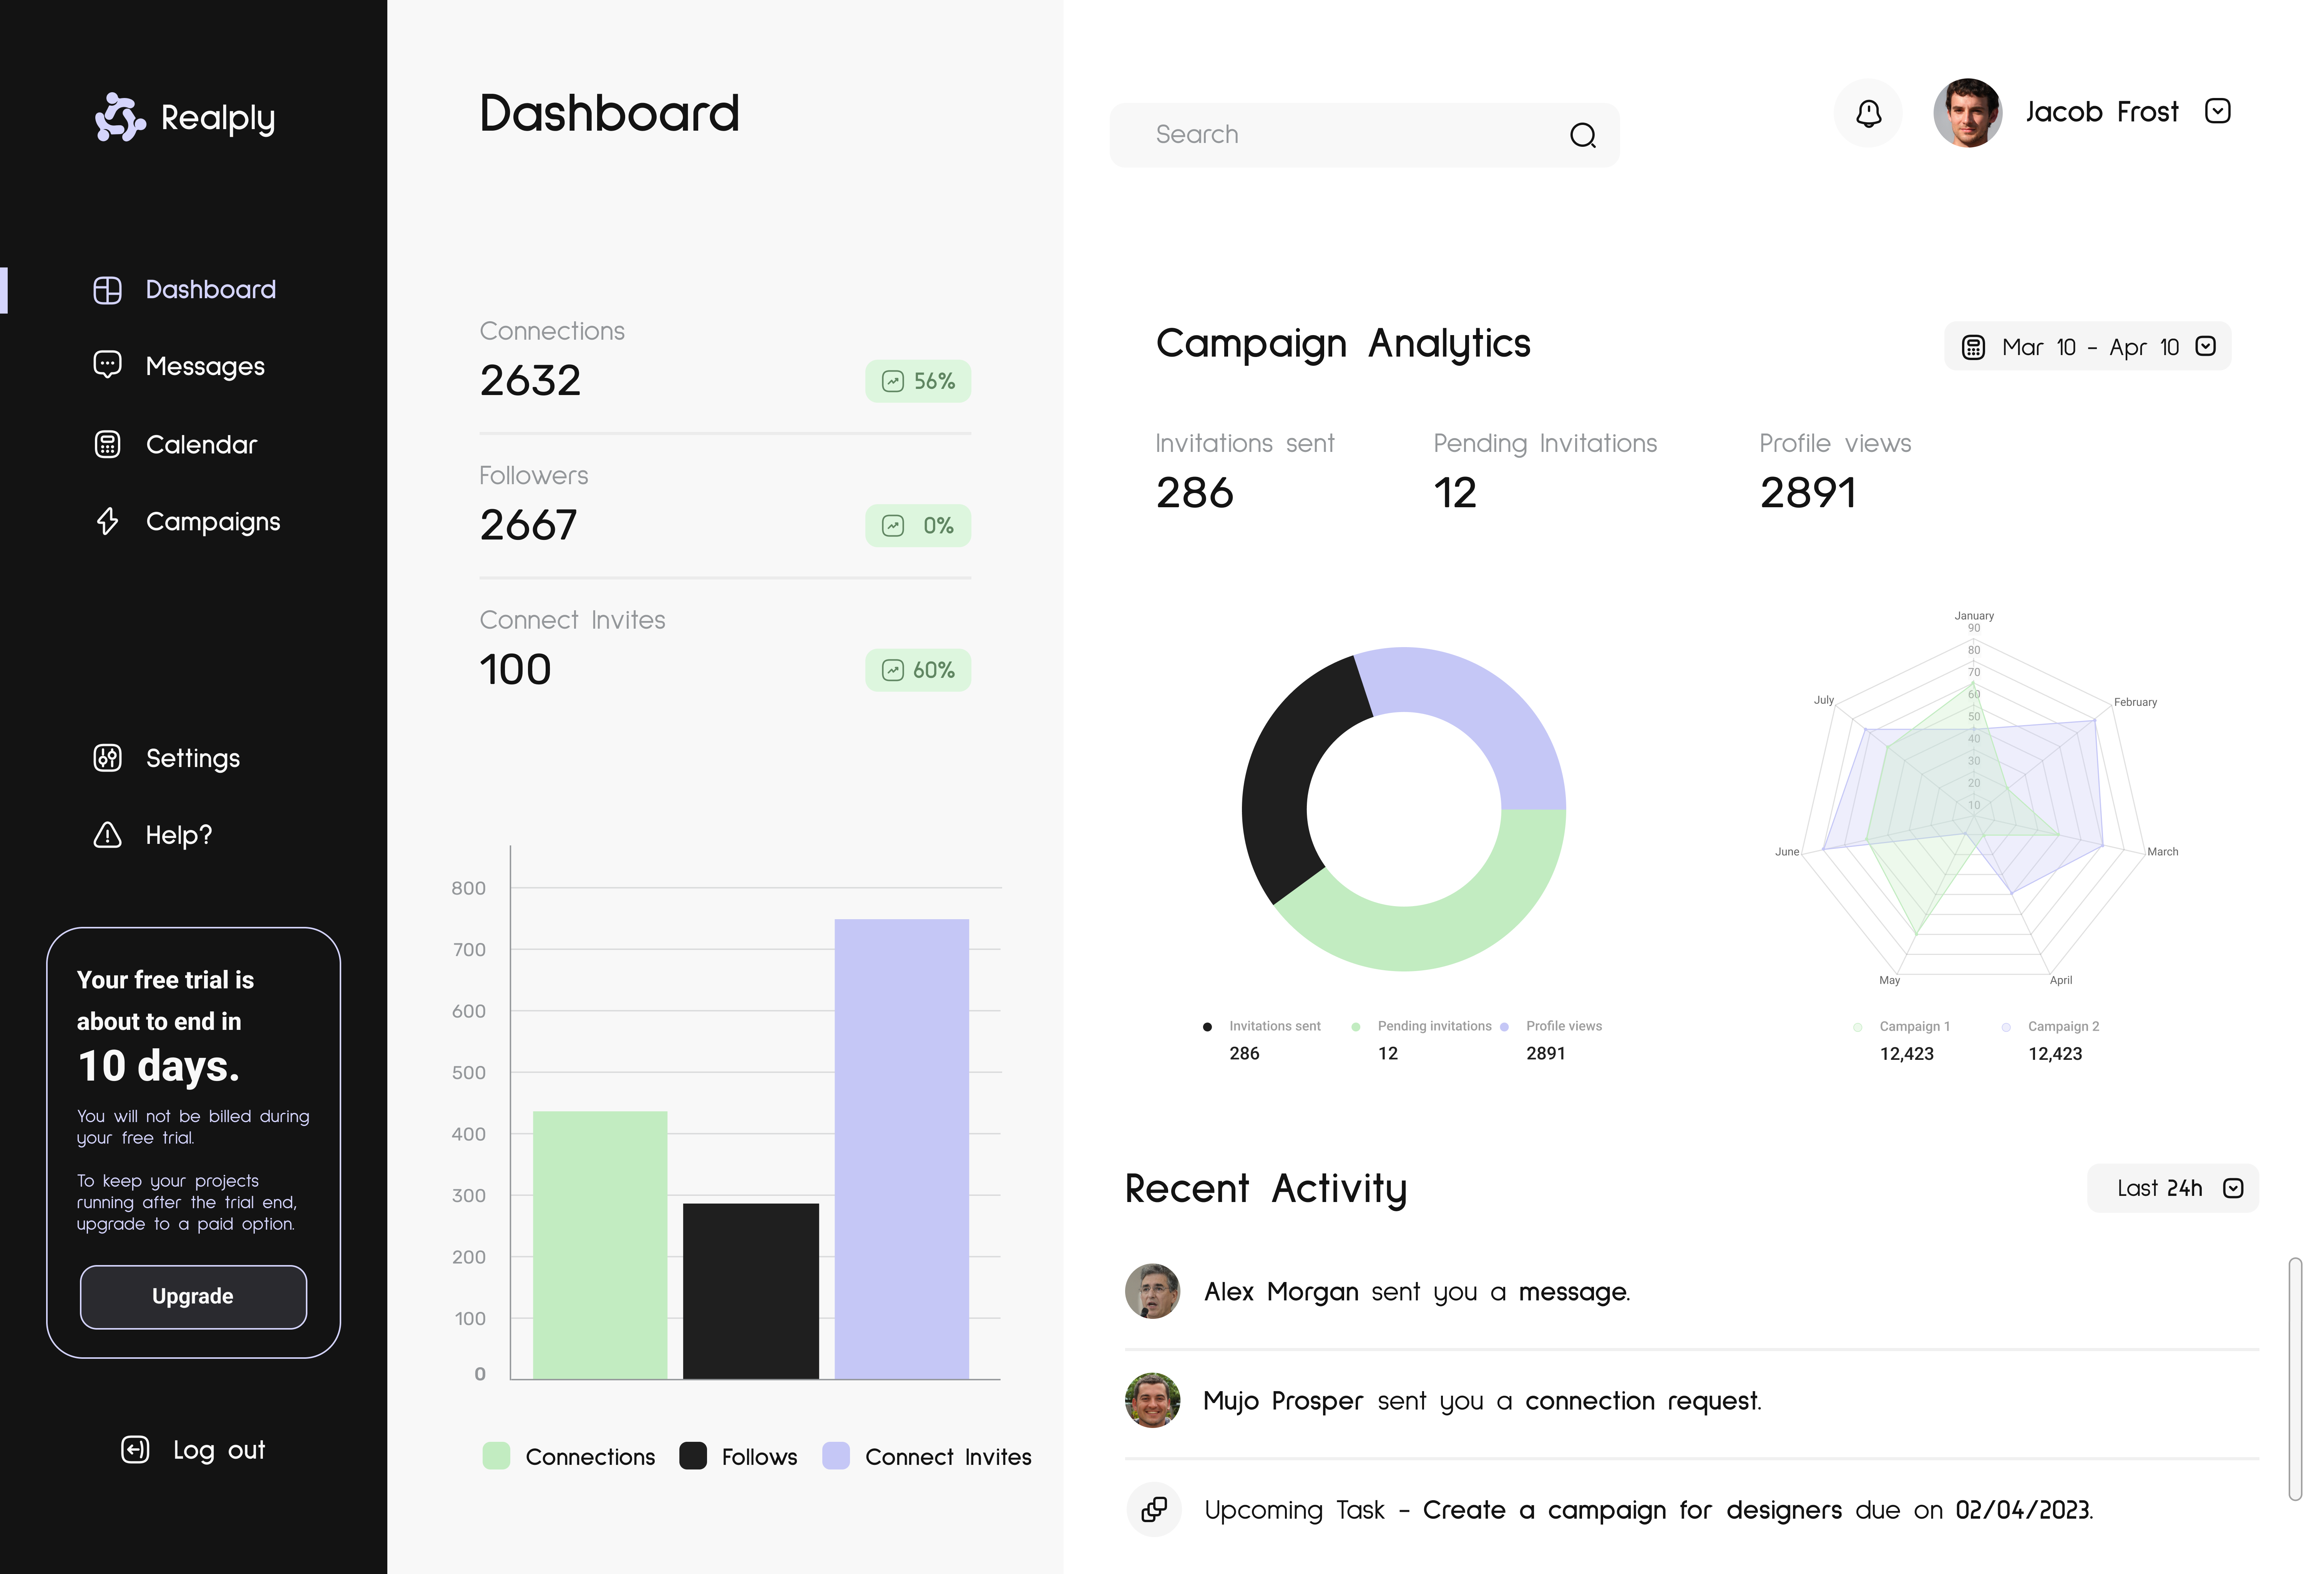 Realply
Dashboard
Messages
Calendar
Campaigns
Settings
Help?
Your free trial is
about to end in
10 days.
You will not be billed during
your free trial.
To keep your projects
running after the trial end,
upgrade to a paid option.
Upgrade
Log out
Dashboard
Connections
2632
56%
Followers
2667
0%
Connect Invites
100
60%
800
700
600
500
400
300
200
100
0
Connections Follows Connect Invites
Search
Jacob Frost
Campaign Analytics
Mar 10 - Apr 10
Invitations sent
286
Pending Invitations
12
Profile views
2891
Invitations sent
286
Pending invitations
12
Profile views
2891
January
90
80
70
60
50
40
30
20
10
February
March
April
May
June
July
Campaign 1
12,423
Campaign 2
12,423
Recent Activity
Last 24h
Alex Morgan sent you a message.
Mujo Prosper sent you a connection request.
Upcoming Task - Create a campaign for designers due on 02/04/2023.